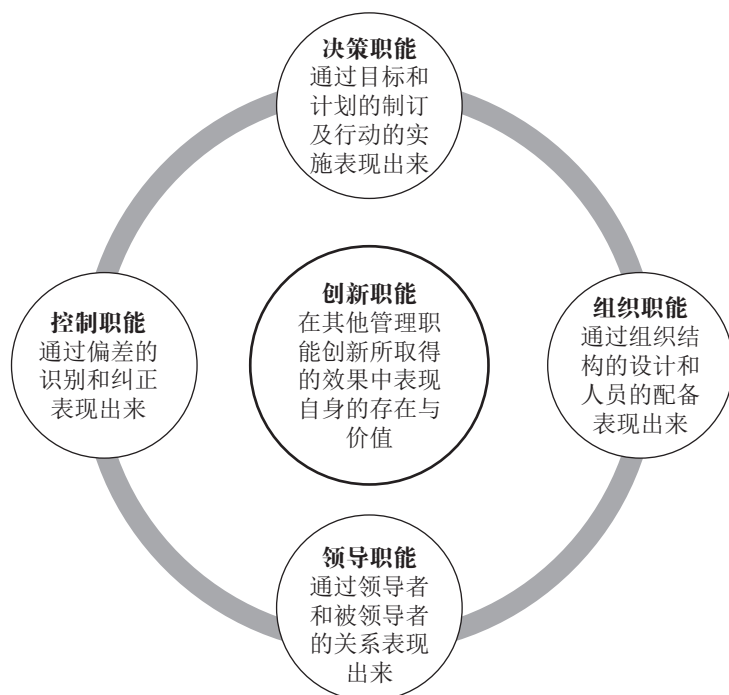 决策职能
通过目标和
计划的制订
及行动的实
施表现出来
创新职能
在其他管理职
能创新所取得
的效果中表现
自身的存在与
价值
控制职能
通过偏差的
识别和纠正
表现出来
组织职能
通过组织结
构的设计和
人员的配备
表现出来
领导职能
通过领导者
和被领导者
的关系表现
出来